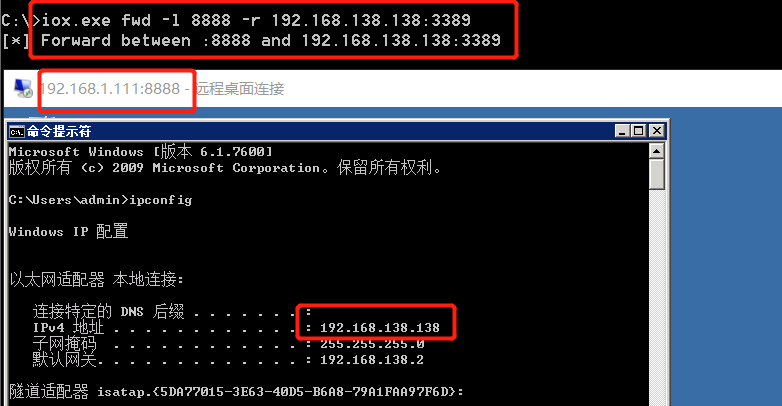 C:\>iox.exe fwd -l 8888 -r 192.168.138.138:3389
[*] Forward between :8888 and 192.168.138.138:3389
192.168.1.111:8888 - 远程桌面连接
命令提示符
Microsoft Windows [版本 6.1.7600]
版权所有 (c) 2009 Microsoft Corporation。保留所有权利。
C:\Users\admin>ipconfig
Windows IP 配置
以太网适配器 本地连接:
连接特定的 DNS 后缀 . . . . . . . :
IPv4 地址 . . . . . . . . . . . . : 192.168.138.138
子网掩码 . . . . . . . . . . . . : 255.255.255.0
默认网关. . . . . . . . . . . . . : 192.168.138.2
隧道适配器 isatap.{5DA77015-3E63-40D5-B6A8-79A1FAA97F6D}: